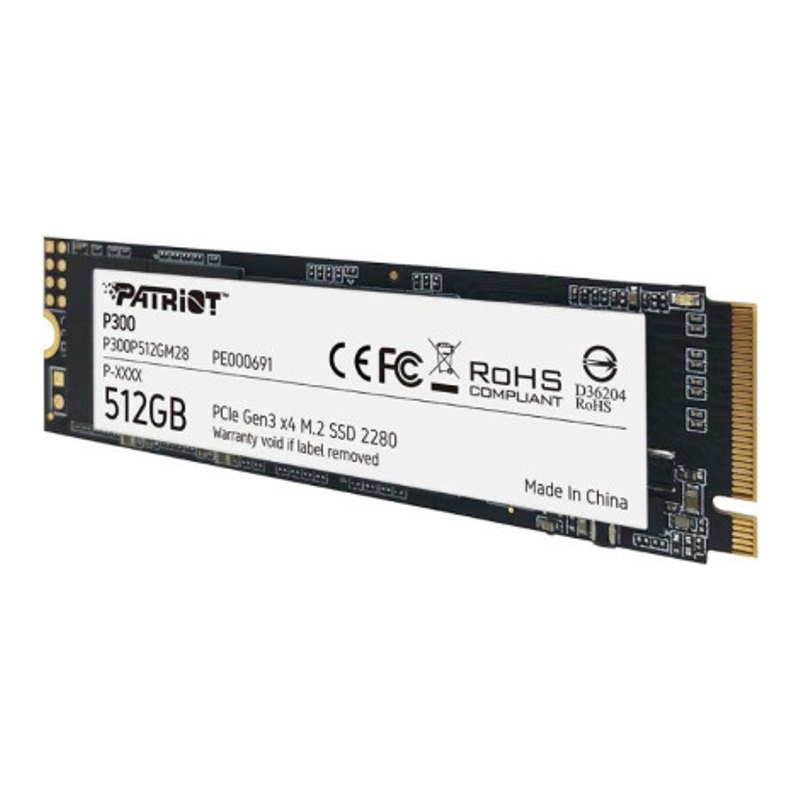 PATRIOT™
P300
P300P512GM28 PE000691
P-XXXX
512GB
PCIe Gen3 x4 M.2 SSD 2280
Warranty void if label removed
CE FC
RoHS
COMPLIANT
D36204
RoHS
Made In China